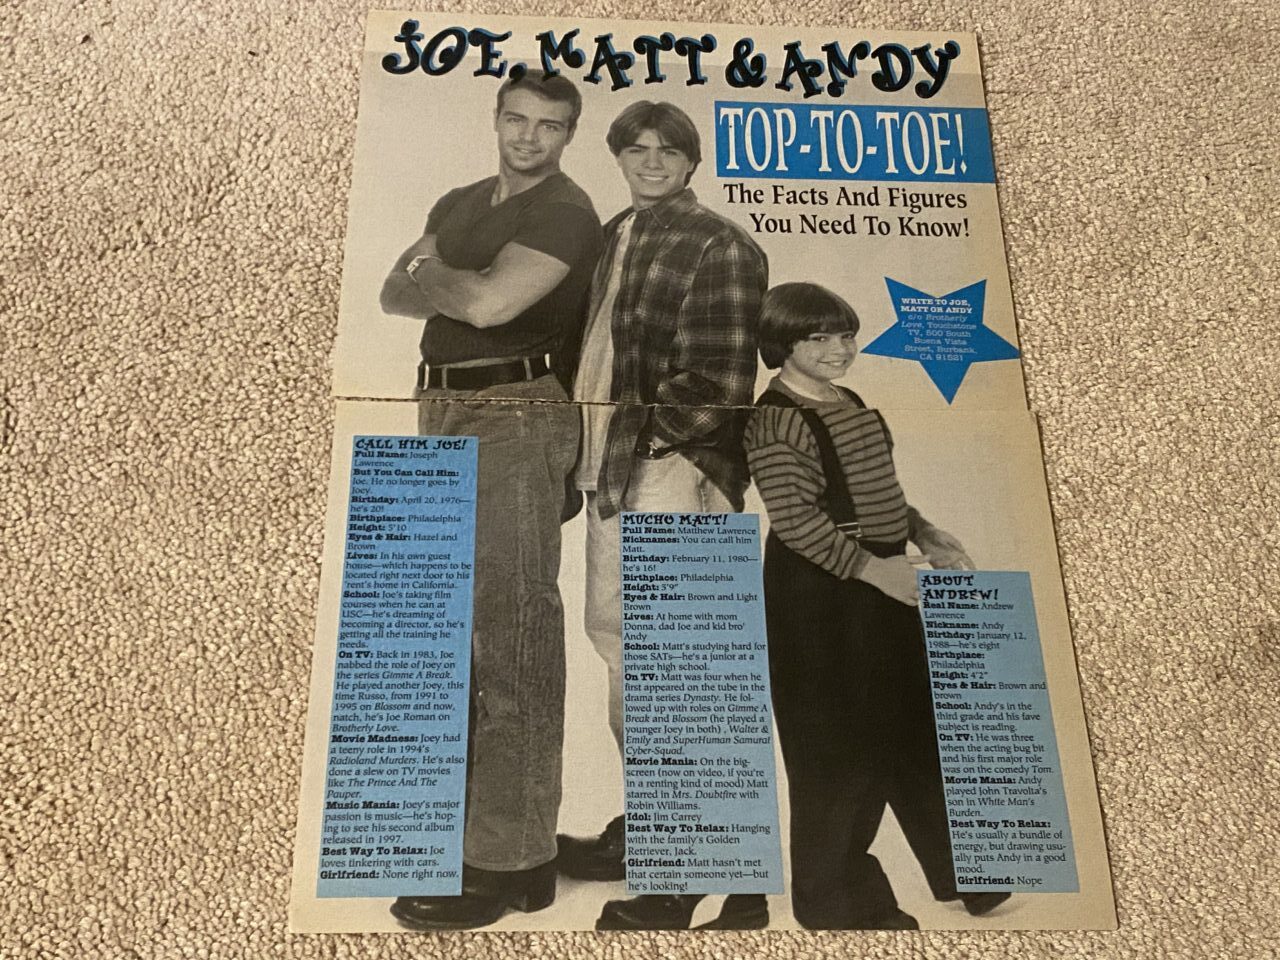 JOE, MATT & ANDY
TOP-TO-TOE!
The Facts And Figures
You Need To Know!
WRITE TO JOE,
MATT OR ANDY
c/o Brotherly
Love, Touchstone
TV, 500 South
Buena Vista
Street, Burbank,
CA 91521
CALL HIM JOE!
Full Name: Joseph
Lawrence
But You Can Call Him:
Joe. He no longer goes by
Joey.
Birthday: April 20, 1976—
he's 20!
Birthplace: Philadelphia
Height: 5'10
Eyes & Hair: Hazel and
Brown
Lives: In his own guest
house—which happens to be
located right next door to his
'rent's home in California.
School: Joe's taking film
courses when he can at
USC—he's dreaming of
becoming a director, so he's
getting all the training he
needs.
On TV: Back in 1983, Joe
nabbed the role of Joey on
the series Gimme A Break.
He played another Joey, this
time Russo, from 1991 to
1995 on Blossom and now,
natch, he's Joe Roman on
Brotherly Love.
Movie Madness: Joey had
a teeny role in 1994's
Radioland Murders. He's also
done a slew on TV movies
like The Prince And The
Pauper.
Music Mania: Joey's major
passion is music—he's hop-
ing to see his second album
released in 1997.
Best Way To Relax: Joe
loves tinkering with cars.
Girlfriend: None right now.
MUCHO MATT!
Full Name: Matthew Lawrence
Nicknames: You can call him
Matt.
Birthday: February 11, 1980—
he's 16!
Birthplace: Philadelphia
Height: 5'9"
Eyes & Hair: Brown and Light
Brown
Lives: At home with mom
Donna, dad Joe and kid bro'
Andy
School: Matt's studying hard for
those SATs—he's a junior at a
private high school.
On TV: Matt was four when he
first appeared on the tube in the
drama series Dynasty. He fol-
lowed up with roles on Gimme A
Break and Blossom (he played a
younger Joey in both) , Walter &
Emily and SuperHuman Samurai
Cyber-Squad.
Movie Mania: On the big-
screen (now on video, if you're
in a renting kind of mood) Matt
starred in Mrs. Doubtfire with
Robin Williams.
Idol: Jim Carrey
Best Way To Relax: Hanging
with the family's Golden
Retriever, Jack.
Girlfriend: Matt hasn't met
that certain someone yet—but
he's looking!
ABOUT
ANDREW!
Real Name: Andrew
Lawrence
Nickname: Andy
Birthday: January 12,
1988—he's eight
Birthplace:
Philadelphia
Height: 4'2"
Eyes & Hair: Brown and
brown
School: Andy's in the
third grade and his fave
subject is reading.
On TV: He was three
when the acting bug bit
and his first major role
was on the comedy Tom.
Movie Mania: Andy
played John Travolta's
son in White Man's
Burden.
Best Way To Relax:
He's usually a bundle of
energy, but drawing usu-
ally puts Andy in a good
mood.
Girlfriend: Nope